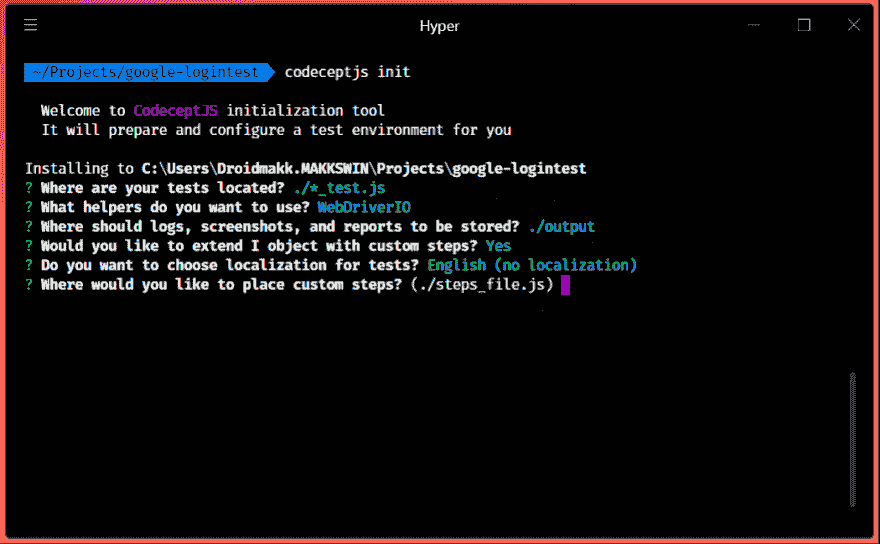 Hyper
~/Projects/google-logintest codeceptjs init
Welcome to CodeceptJS initialization tool
It will prepare and configure a test environment for you
Installing to C:\Users\Droidmakk.MAKKSWIN\Projects\google-logintest
? Where are your tests located? ./*_test.js
? What helpers do you want to use? WebDriverIO
? Where should logs, screenshots, and reports to be stored? ./output
? Would you like to extend I object with custom steps? Yes
? Do you want to choose localization for tests? English (no localization)
? Where would you like to place custom steps? (./steps_file.js)